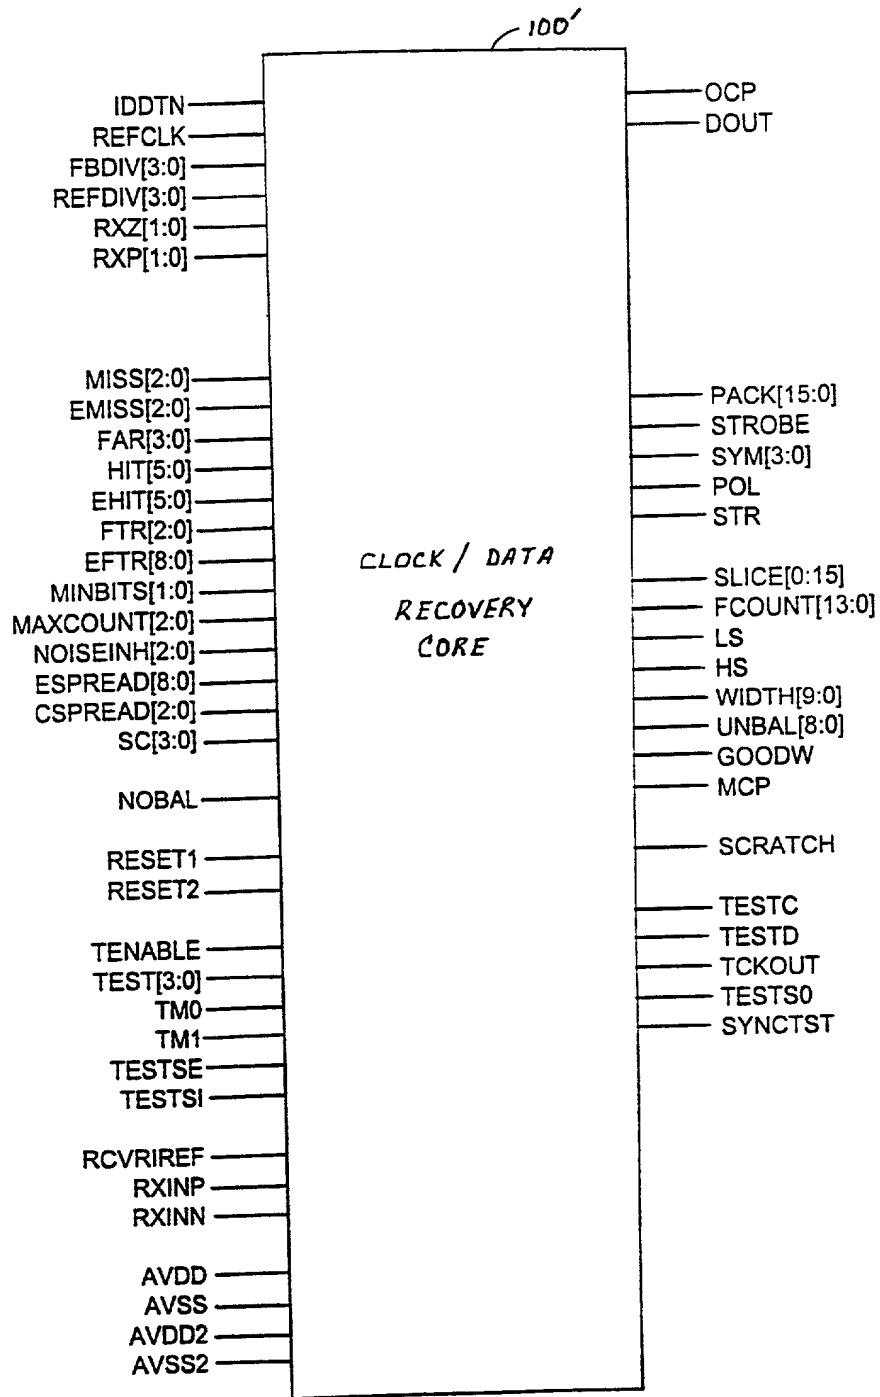 100'
IDDTN
REFCLK
FBDIV[3:0]
REFDIV[3:0]
RXZ[1:0]
RXP[1:0]
MISS[2:0]
EMISS[2:0]
FAR[3:0]
HIT[5:0]
EHIT[5:0]
FTR[2:0]
EFTR[8:0]
MINBITS[1:0]
MAXCOUNT[2:0]
NOISEINH[2:0]
ESPREAD[8:0]
CSPREAD[2:0]
SC[3:0]
NOBAL
RESET1
RESET2
TENABLE
TEST[3:0]
TM0
TM1
TESTSE
TESTSI
RCVRIREF
RXINP
RXINN
AVDD
AVSS
AVDD2
AVSS2
CLOCK / DATA
RECOVERY
CORE
OCP
DOUT
PACK[15:0]
STROBE
SYM[3:0]
POL
STR
SLICE[0:15]
FCOUNT[13:0]
LS
HS
WIDTH[9:0]
UNBAL[8:0]
GOODW
MCP
SCRATCH
TESTC
TESTD
TCKOUT
TESTS0
SYNCTST